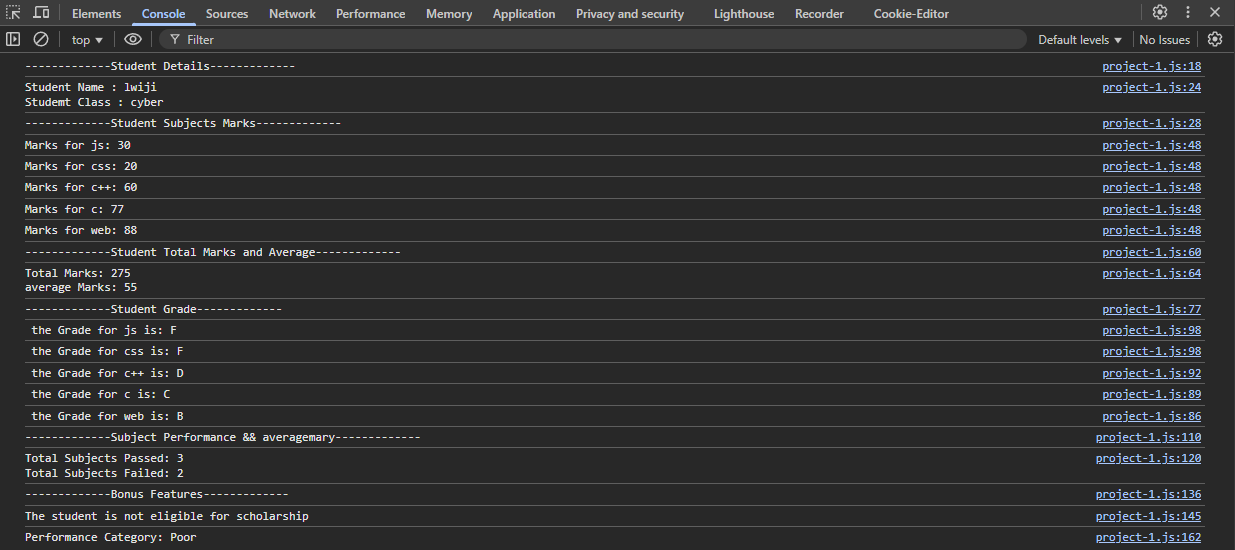 Elements Console Sources Network Performance Memory Application Privacy and security Lighthouse Recorder Cookie-Editor
top Filter Default levels No Issues
-------------Student Details------------- project-1.js:18
Student Name : lwiji project-1.js:24
Studemt Class : cyber
-------------Student Subjects Marks------------- project-1.js:28
Marks for js: 30 project-1.js:48
Marks for css: 20 project-1.js:48
Marks for c++: 60 project-1.js:48
Marks for c: 77 project-1.js:48
Marks for web: 88 project-1.js:48
-------------Student Total Marks and Average------------- project-1.js:60
Total Marks: 275 project-1.js:64
average Marks: 55
-------------Student Grade------------- project-1.js:77
the Grade for js is: F project-1.js:98
the Grade for css is: F project-1.js:98
the Grade for c++ is: D project-1.js:92
the Grade for c is: C project-1.js:89
the Grade for web is: B project-1.js:86
-------------Subject Performance && averagemary------------- project-1.js:110
Total Subjects Passed: 3 project-1.js:120
Total Subjects Failed: 2
-------------Bonus Features------------- project-1.js:136
The student is not eligible for scholarship project-1.js:145
Performance Category: Poor project-1.js:162